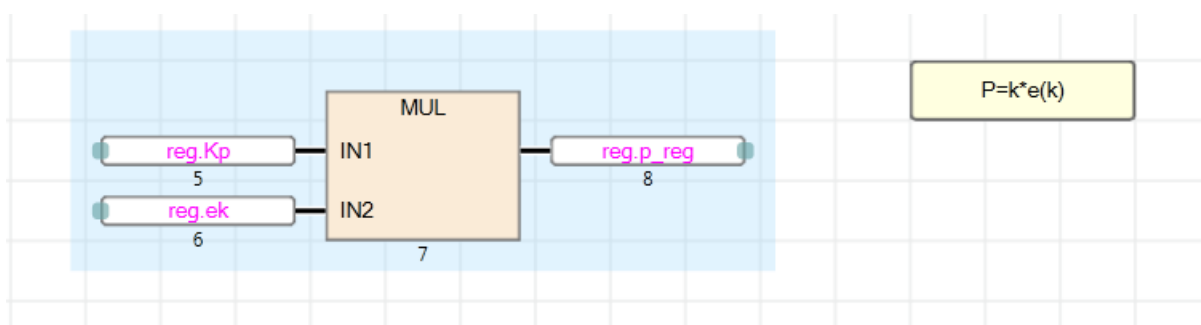 MUL
P=k*e(k)
reg.Kp
IN1
reg.p_reg
5
8
reg.ek
IN2
6
7